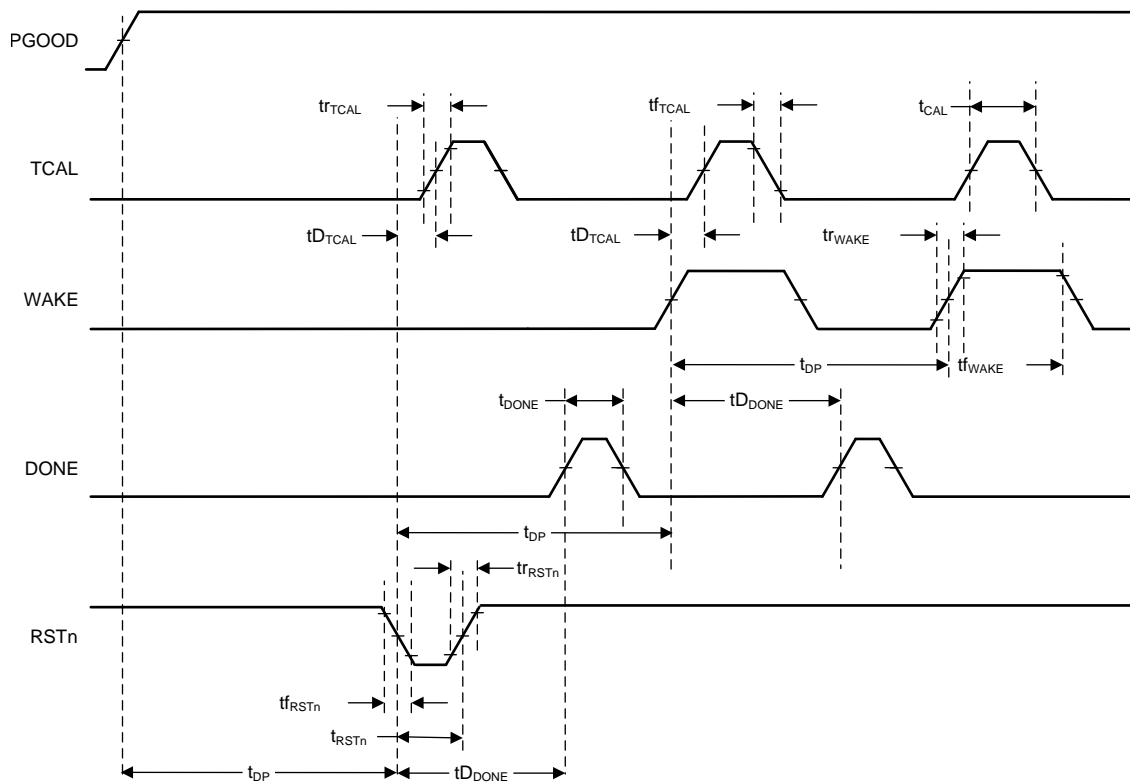 PGOOD
trTCAL
tfTCAL
tCAL
TCAL
tDTCAL
tDTCAL
trWAKE
WAKE
tDP
tfWAKE
tDONE
tDDONE
DONE
tDP
trRSTn
RSTn
tfRSTn
tRSTn
tDP
tDDONE